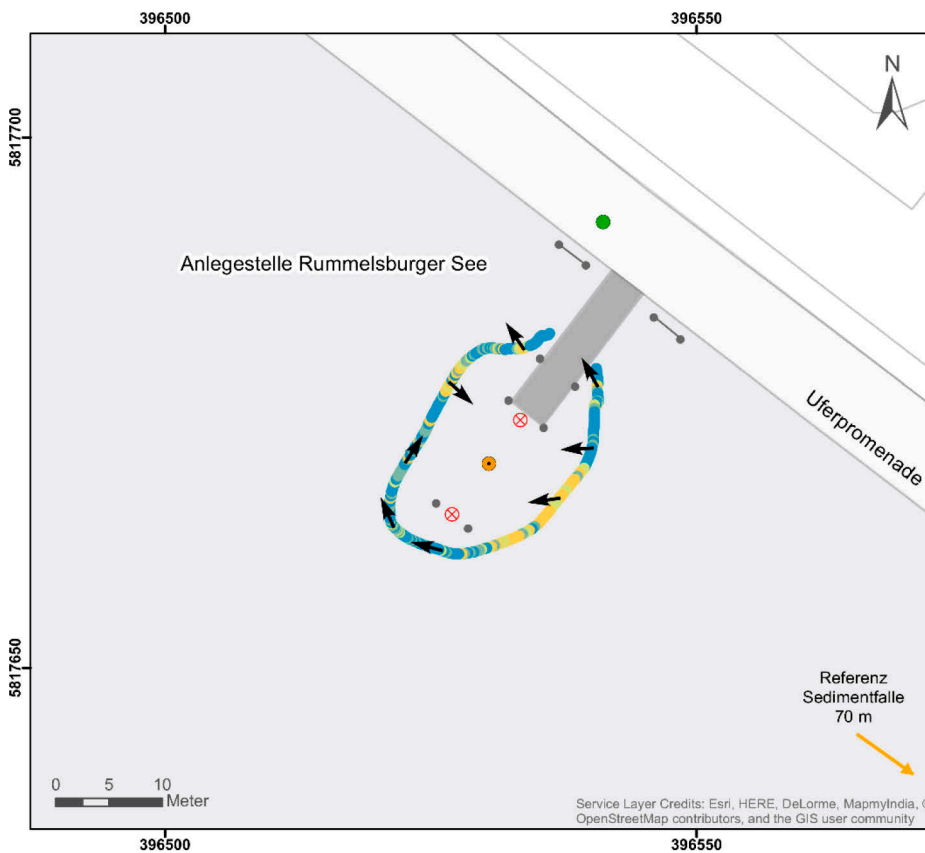 396500
396550
N
5817700
Anlegestelle Rummelsburger See
Uferpromenade
5817650
Referenz
Sedimentfalle
70 m
0 5 10
Meter
Service Layer Credits: Esri, HERE, DeLorme, MapmyIndia, ©
OpenStreetMap contributors, and the GIS user community
396500
396550